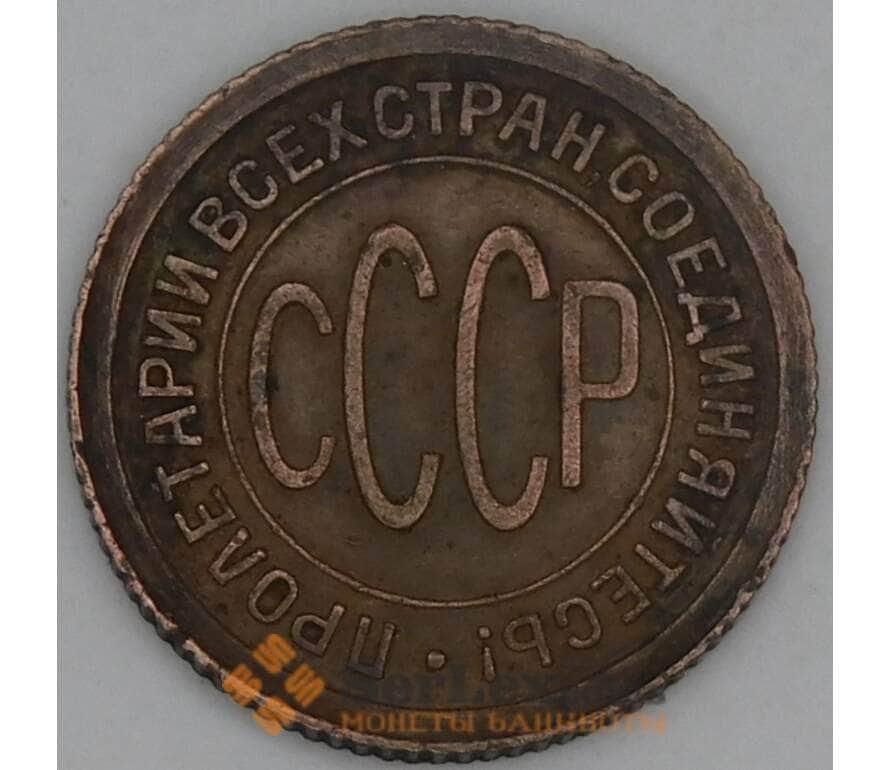 ПРОЛЕТАРИИ ВСЕХ СТРАН, СОЕДИНЯЙТЕСЬ! •
СССР
МОНЕТЫ БАНКНОТЫ